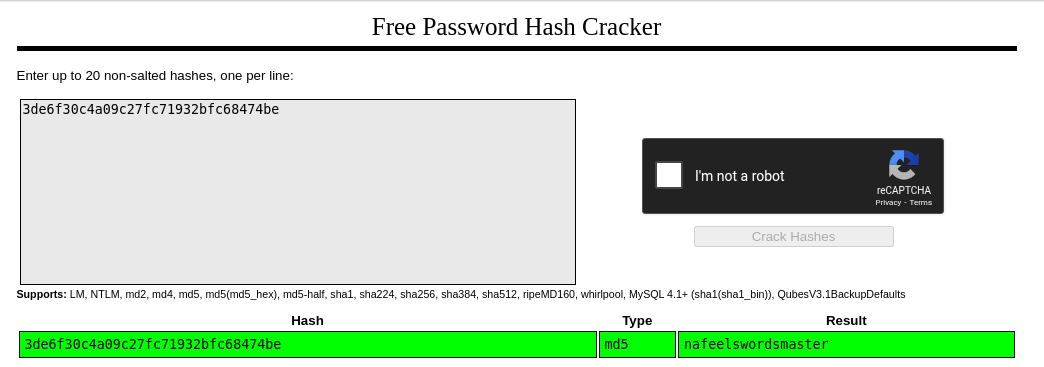 Free Password Hash Cracker
Enter up to 20 non-salted hashes, one per line:
3de6f30c4a09c27fc71932bfc68474be
I'm not a robot
reCAPTCHA
Privacy - Terms
Crack Hashes
Supports: LM, NTLM, md2, md4, md5, md5(md5_hex), md5-half, sha1, sha224, sha256, sha384, sha512, ripeMD160, whirlpool, MySQL 4.1+ (sha1(sha1_bin)), QubesV3.1BackupDefaults
Hash Type Result
3de6f30c4a09c27fc71932bfc68474be md5 nafeelswordsmaster